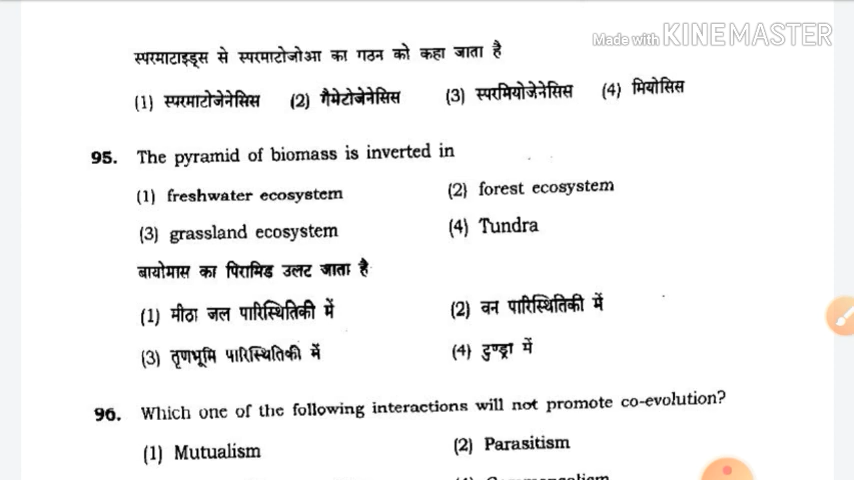 Made with KINEMASTER
स्परमाटाइड्स से स्परमाटोजोआ का गठन को कहा जाता है
(1) स्परमाटोजेनेसिस (2) गैमेटोजेनेसिस (3) स्परमियोजेनेसिस (4) मियोसिस
95. The pyramid of biomass is inverted in
(1) freshwater ecosystem (2) forest ecosystem
(3) grassland ecosystem (4) Tundra
बायोमास का पिरामिड उलट जाता है
(1) मीठा जल पारिस्थितिकी में (2) वन पारिस्थितिकी में
(3) तृणभूमि पारिस्थितिकी में (4) टुण्ड्रा में
96. Which one of the following interactions will not promote co-evolution?
(1) Mutualism (2) Parasitism